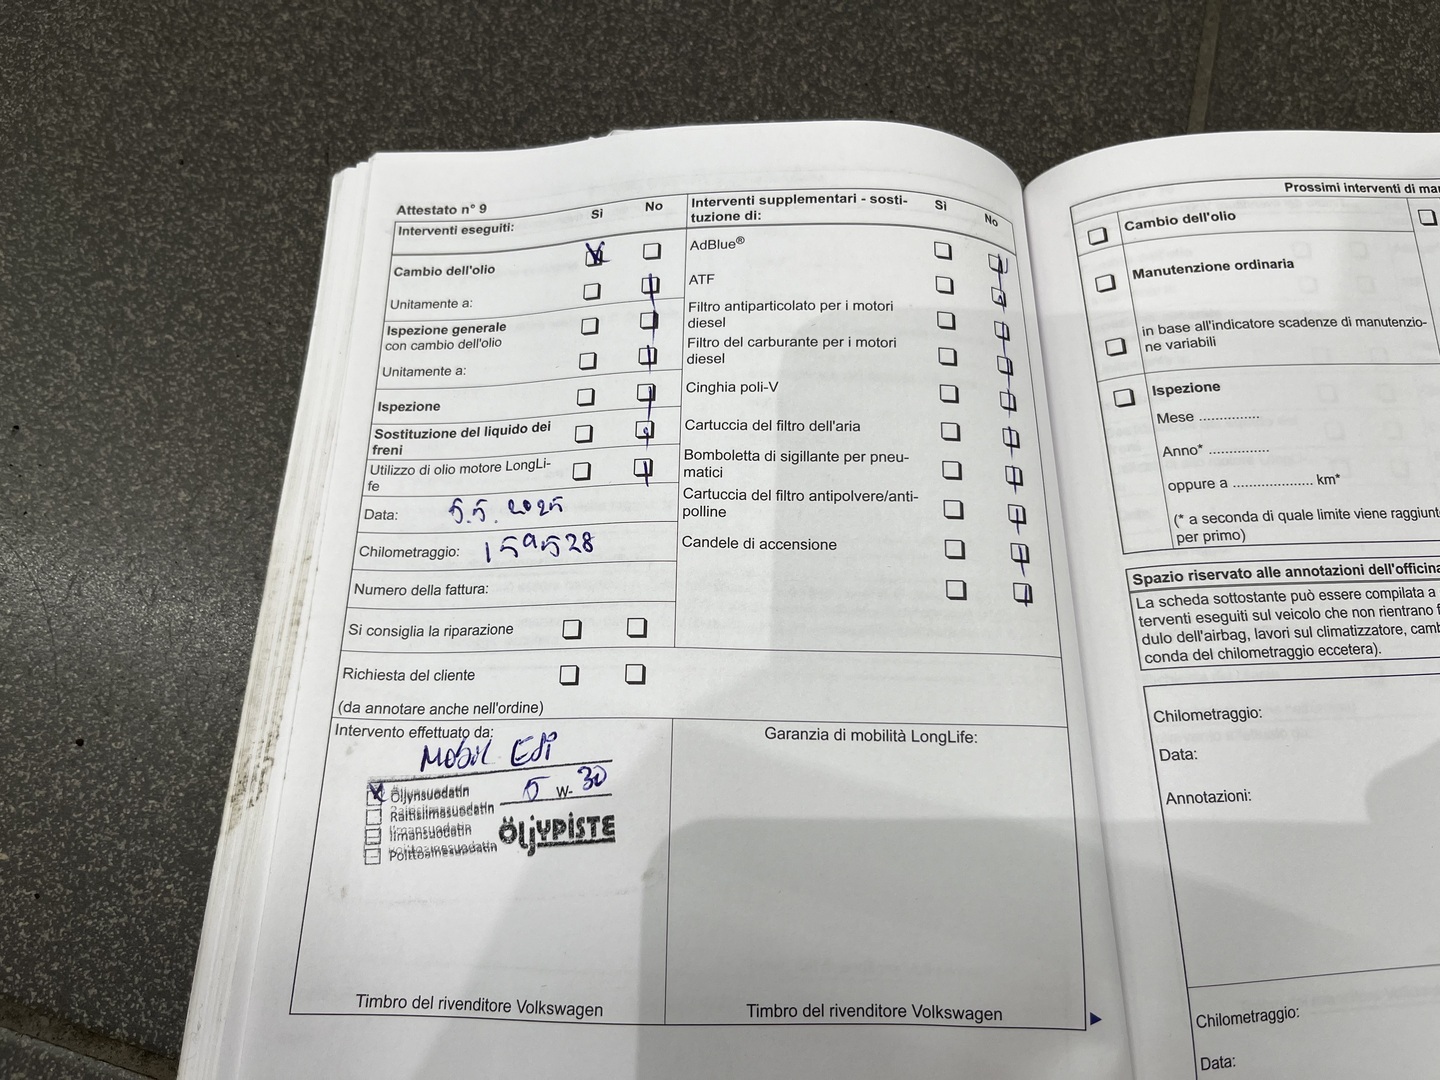 Attestato n° 9
Sì No
Interventi eseguiti:
Cambio dell'olio
Unitamente a:
Ispezione generale
con cambio dell'olio
Unitamente a:
Ispezione
Sostituzione del liquido dei
freni
Utilizzo di olio motore LongLi-
fe
Data: 5.5.2025
Chilometraggio: 159528
Numero della fattura:
Si consiglia la riparazione
Richiesta del cliente
(da annotare anche nell'ordine)
Interventi supplementari - sosti-
tuzione di:
Sì No
AdBlue®
ATF
Filtro antiparticolato per i motori
diesel
Filtro del carburante per i motori
diesel
Cinghia poli-V
Cartuccia del filtro dell'aria
Bomboletta di sigillante per pneu-
matici
Cartuccia del filtro antipolvere/anti-
polline
Candele di accensione
Intervento effettuato da:
Mobil ESP
5 W- 30
Öljynsuodatin
Raitisilmasuodatin
Ilmansuodatin
Polttoainesuodatin
ÖLJYPISTE
Timbro del rivenditore Volkswagen
Garanzia di mobilità LongLife:
Timbro del rivenditore Volkswagen
Prossimi interventi di
Cambio dell'olio
Manutenzione ordinaria
in base all'indicatore scadenze di manutenzio-
ne variabili
Ispezione
Mese ...............
Anno* ...............
oppure a .................... km*
(* a seconda di quale limite viene raggiunt
per primo)
Spazio riservato alle annotazioni dell'officina
La scheda sottostante può essere compilata a
terventi eseguiti sul veicolo che non rientrano
dulo dell'airbag, lavori sul climatizzatore, camb
conda del chilometraggio eccetera).
Chilometraggio:
Data:
Annotazioni:
Chilometraggio:
Data: